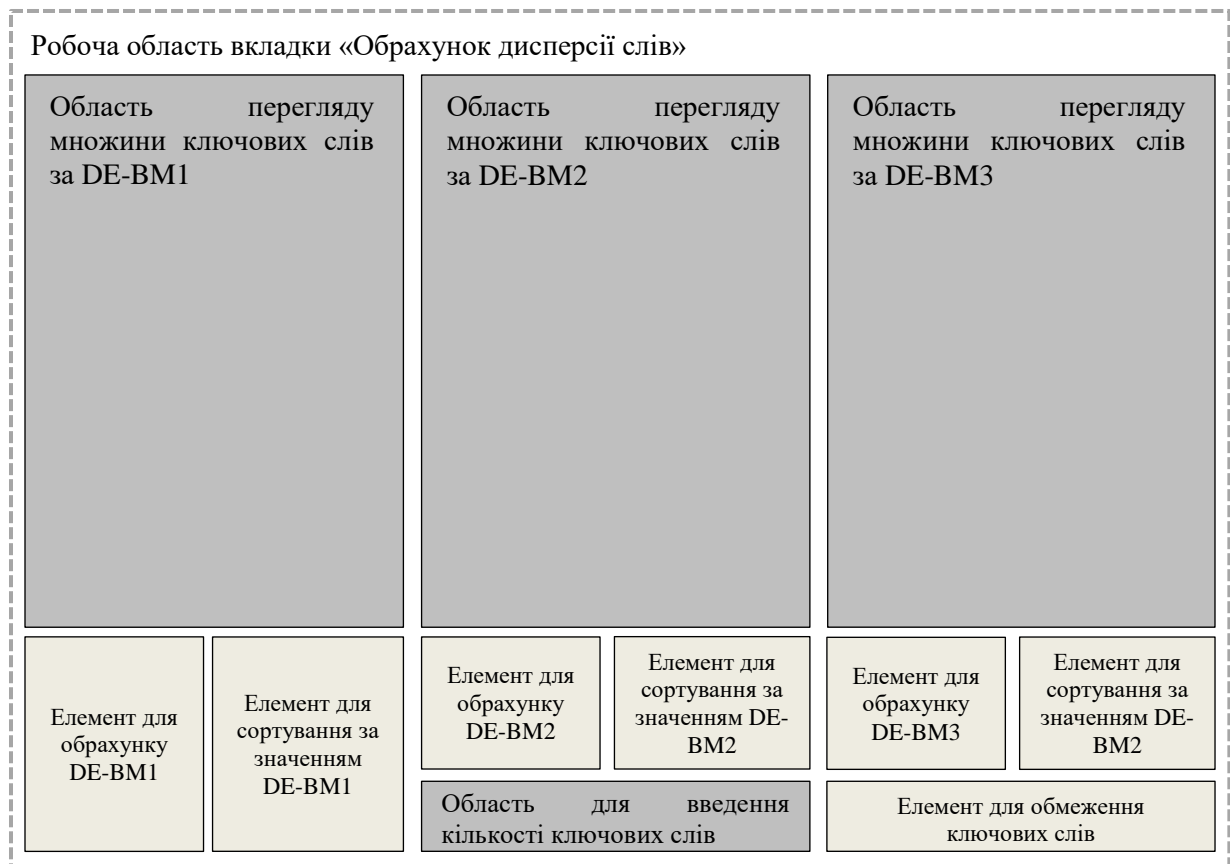 Робоча область вкладки «Обрахунок дисперсії слів»
Область перегляду
множини ключових слів
за DE-BM1
Область перегляду
множини ключових слів
за DE-BM2
Область перегляду
множини ключових слів
за DE-BM3
Елемент для
обрахунку
DE-BM1
Елемент для
сортування за
значенням
DE-BM1
Елемент для
обрахунку
DE-BM2
Елемент для
сортування за
значенням DE-
BM2
Елемент для
обрахунку
DE-BM3
Елемент для
сортування за
значенням DE-
BM2
Область для введення
кількості ключових слів
Елемент для обмеження
ключових слів